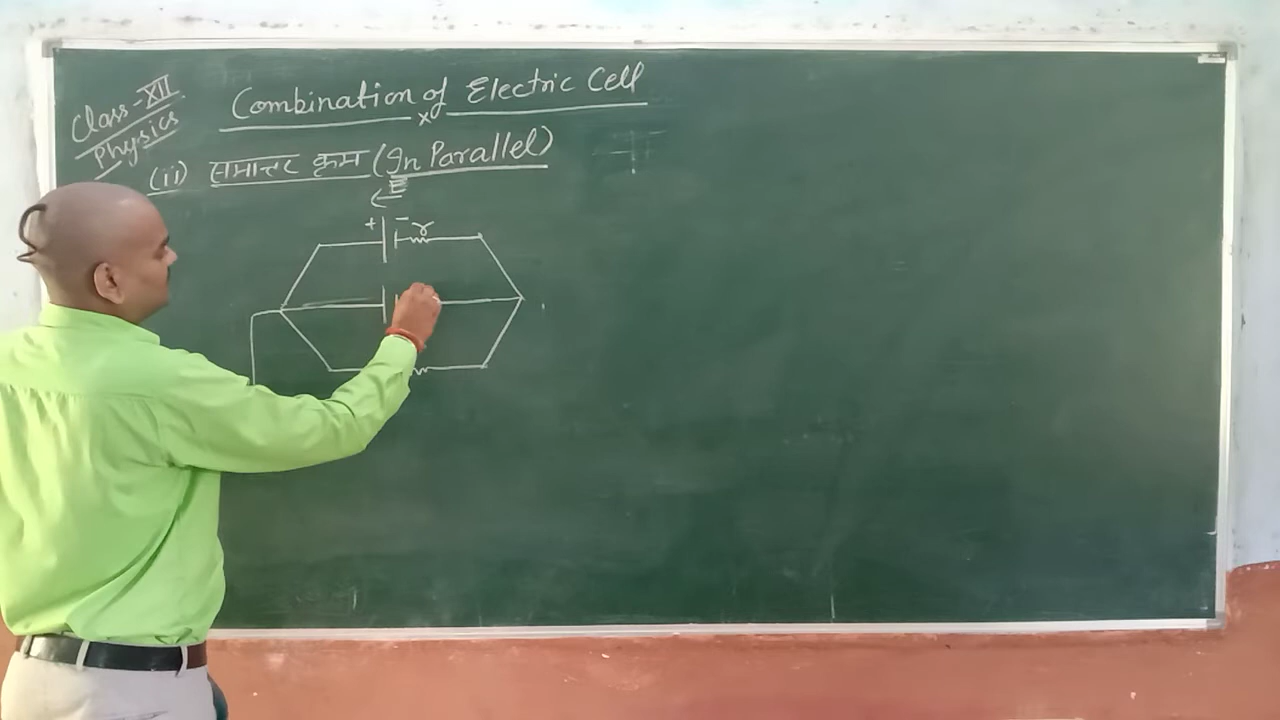 Class-XII
Physics
Combination of Electric Cell
x
(ii) समान्तर क्रम (In Parallel)
E
+ - r